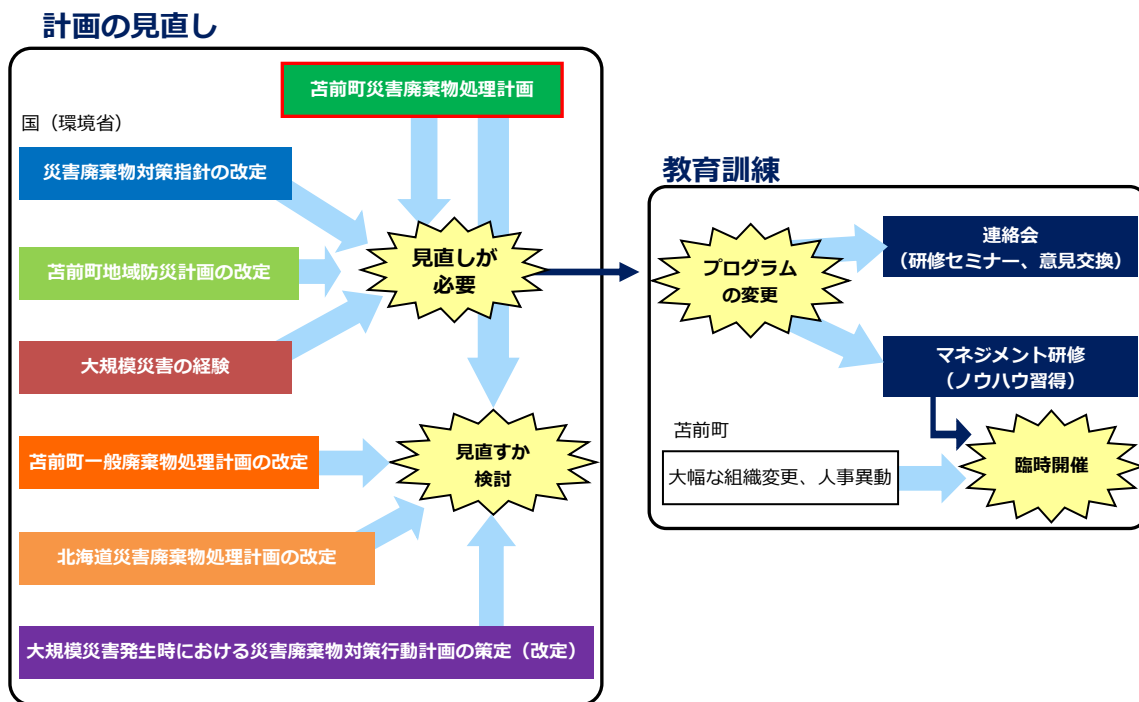 計画の見直し
苫前町災害廃棄物処理計画
国（環境省）
災害廃棄物対策指針の改定
苫前町地域防災計画の改定
大規模災害の経験
見直しが
必要
苫前町一般廃棄物処理計画の改定
北海道災害廃棄物処理計画の改定
見直すか
検討
大規模災害発生時における災害廃棄物対策行動計画の策定（改定）
教育訓練
プログラム
の変更
連絡会
（研修セミナー、意見交換）
マネジメント研修
（ノウハウ習得）
苫前町
大幅な組織変更、人事異動
臨時開催